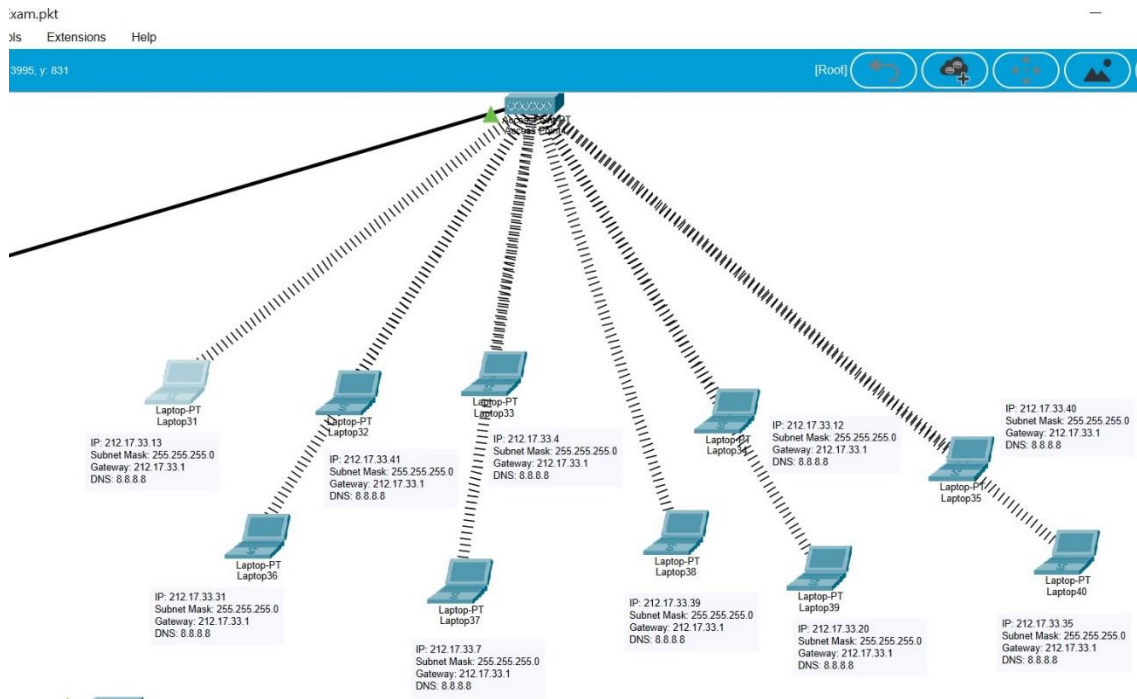 Exam.pkt
ols Extensions Help
3995, y: 831
[Root]
Access Point-PT
Laptop-PT
Laptop31
IP: 212.17.33.13
Subnet Mask: 255.255.255.0
Gateway: 212.17.33.1
DNS: 8.8.8.8
Laptop-PT
Laptop32
IP: 212.17.33.41
Subnet Mask: 255.255.255.0
Gateway: 212.17.33.1
DNS: 8.8.8.8
Laptop-PT
Laptop33
IP: 212.17.33.4
Subnet Mask: 255.255.255.0
Gateway: 212.17.33.1
DNS: 8.8.8.8
Laptop-PT
Laptop34
IP: 212.17.33.12
Subnet Mask: 255.255.255.0
Gateway: 212.17.33.1
DNS: 8.8.8.8
IP: 212.17.33.40
Subnet Mask: 255.255.255.0
Gateway: 212.17.33.1
DNS: 8.8.8.8
Laptop-PT
Laptop35
Laptop-PT
Laptop36
IP: 212.17.33.31
Subnet Mask: 255.255.255.0
Gateway: 212.17.33.1
DNS: 8.8.8.8
Laptop-PT
Laptop37
IP: 212.17.33.7
Subnet Mask: 255.255.255.0
Gateway: 212.17.33.1
DNS: 8.8.8.8
Laptop-PT
Laptop38
IP: 212.17.33.39
Subnet Mask: 255.255.255.0
Gateway: 212.17.33.1
DNS: 8.8.8.8
Laptop-PT
Laptop39
IP: 212.17.33.20
Subnet Mask: 255.255.255.0
Gateway: 212.17.33.1
DNS: 8.8.8.8
Laptop-PT
Laptop40
IP: 212.17.33.35
Subnet Mask: 255.255.255.0
Gateway: 212.17.33.1
DNS: 8.8.8.8